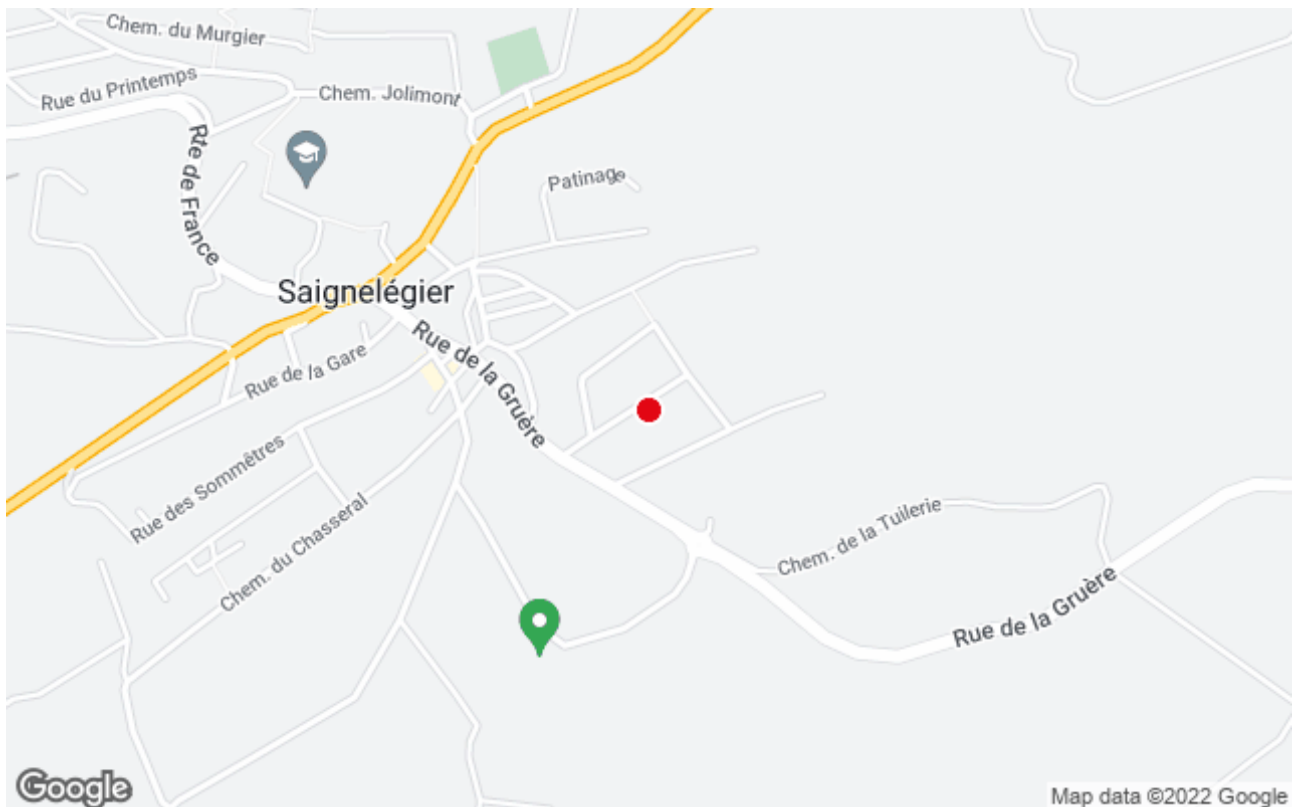 Chem. du Murgier
Rue du Printemps
Chem. Jolimont
Rte de France
Patinage
Saignelégier
Rue de la Gare
Rue de la Gruère
Rue des Sommêtres
Chem. du Chasseral
Chem. de la Tuilerie
Rue de la Gruère
Google
Map data ©2022 Google